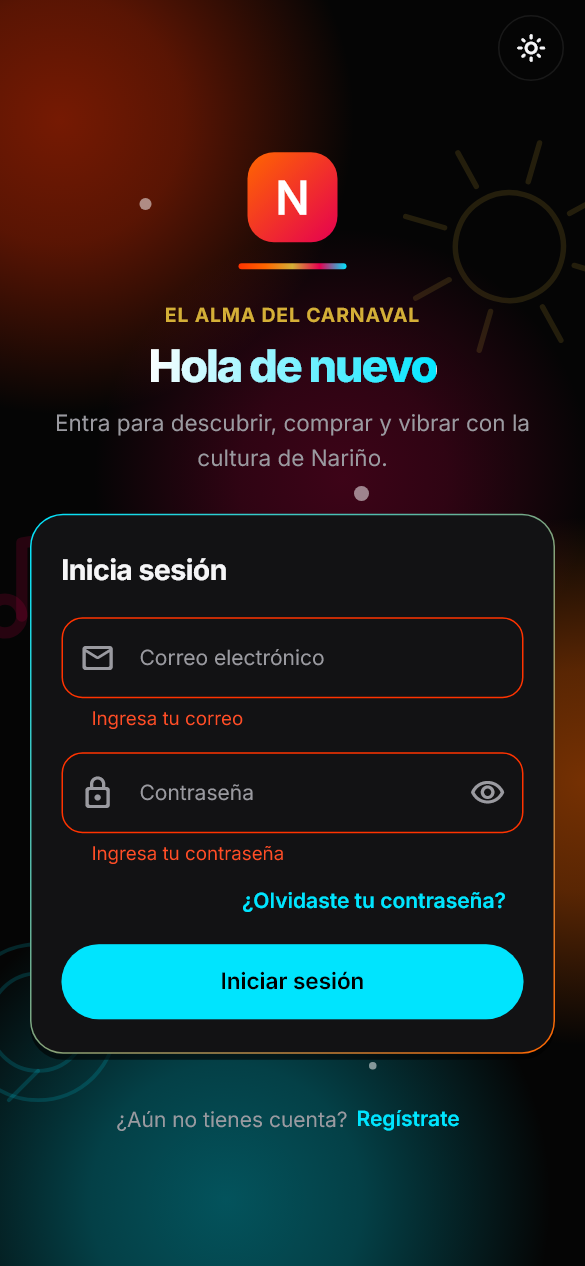 N
EL ALMA DEL CARNAVAL
Hola de nuevo
Entra para descubrir, comprar y vibrar con la
cultura de Nariño.
Inicia sesión
Correo electrónico
Ingresa tu correo
Contraseña
Ingresa tu contraseña
¿Olvidaste tu contraseña?
Iniciar sesión
¿Aún no tienes cuenta? Regístrate